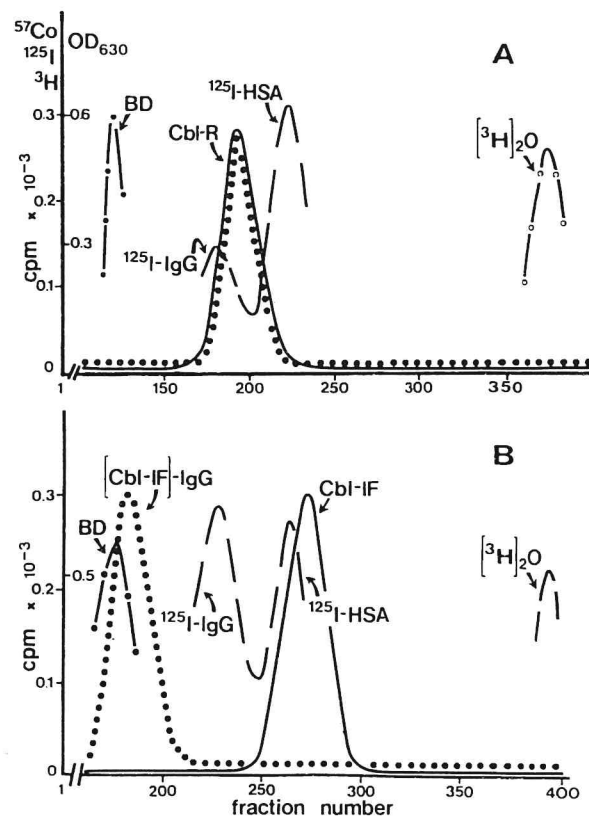 57Co
125I
3H
OD630
A
BD
125I-HSA
Cbl-R
[3H]2O
125I-IgG
cpm × 10-3
0.3
0.2
0.1
0
0.6
0.3
1
150
200
250
300
350
B
[Cbl-IF]-IgG
Cbl-IF
BD
[3H]2O
125I-IgG
125I-HSA
cpm × 10-3
0.3
0.2
0.1
0
0.5
1
200
250
300
350
400
fraction number